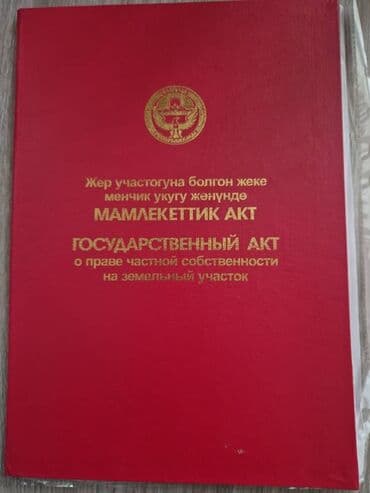 Жер участогуна болгон жеке
менчик укугу жөнүндө
МАМЛЕКЕТТИК АКТ
ГОСУДАРСТВЕННЫЙ АКТ
о праве частной собственности
на земельный участок